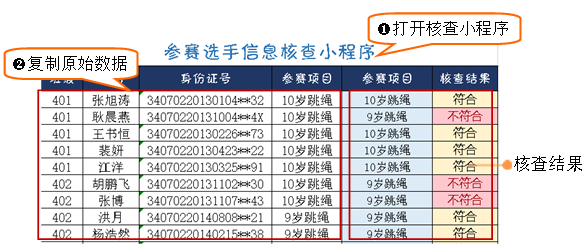 ❶打开核查小程序
参赛选手信息核查小程序
❷复制原始数据
身份证号 参赛项目 参赛项目 核查结果
401 张旭涛 34070220130104**32 10岁跳绳 10岁跳绳 符合
401 耿晨燕 34070220131004**4X 10岁跳绳 9岁跳绳 不符合
401 王书恒 34070220130226**73 10岁跳绳 10岁跳绳 符合
401 裴妍 34070220130423**22 10岁跳绳 10岁跳绳 符合
401 江洋 34070220130325**91 10岁跳绳 10岁跳绳 符合
核查结果
402 胡鹏飞 34070220131102**30 10岁跳绳 9岁跳绳 不符合
402 张博 34070220131107**43 10岁跳绳 9岁跳绳 不符合
402 洪月 34070220140808**21 9岁跳绳 9岁跳绳 符合
402 杨浩然 34070220140215**38 9岁跳绳 9岁跳绳 符合